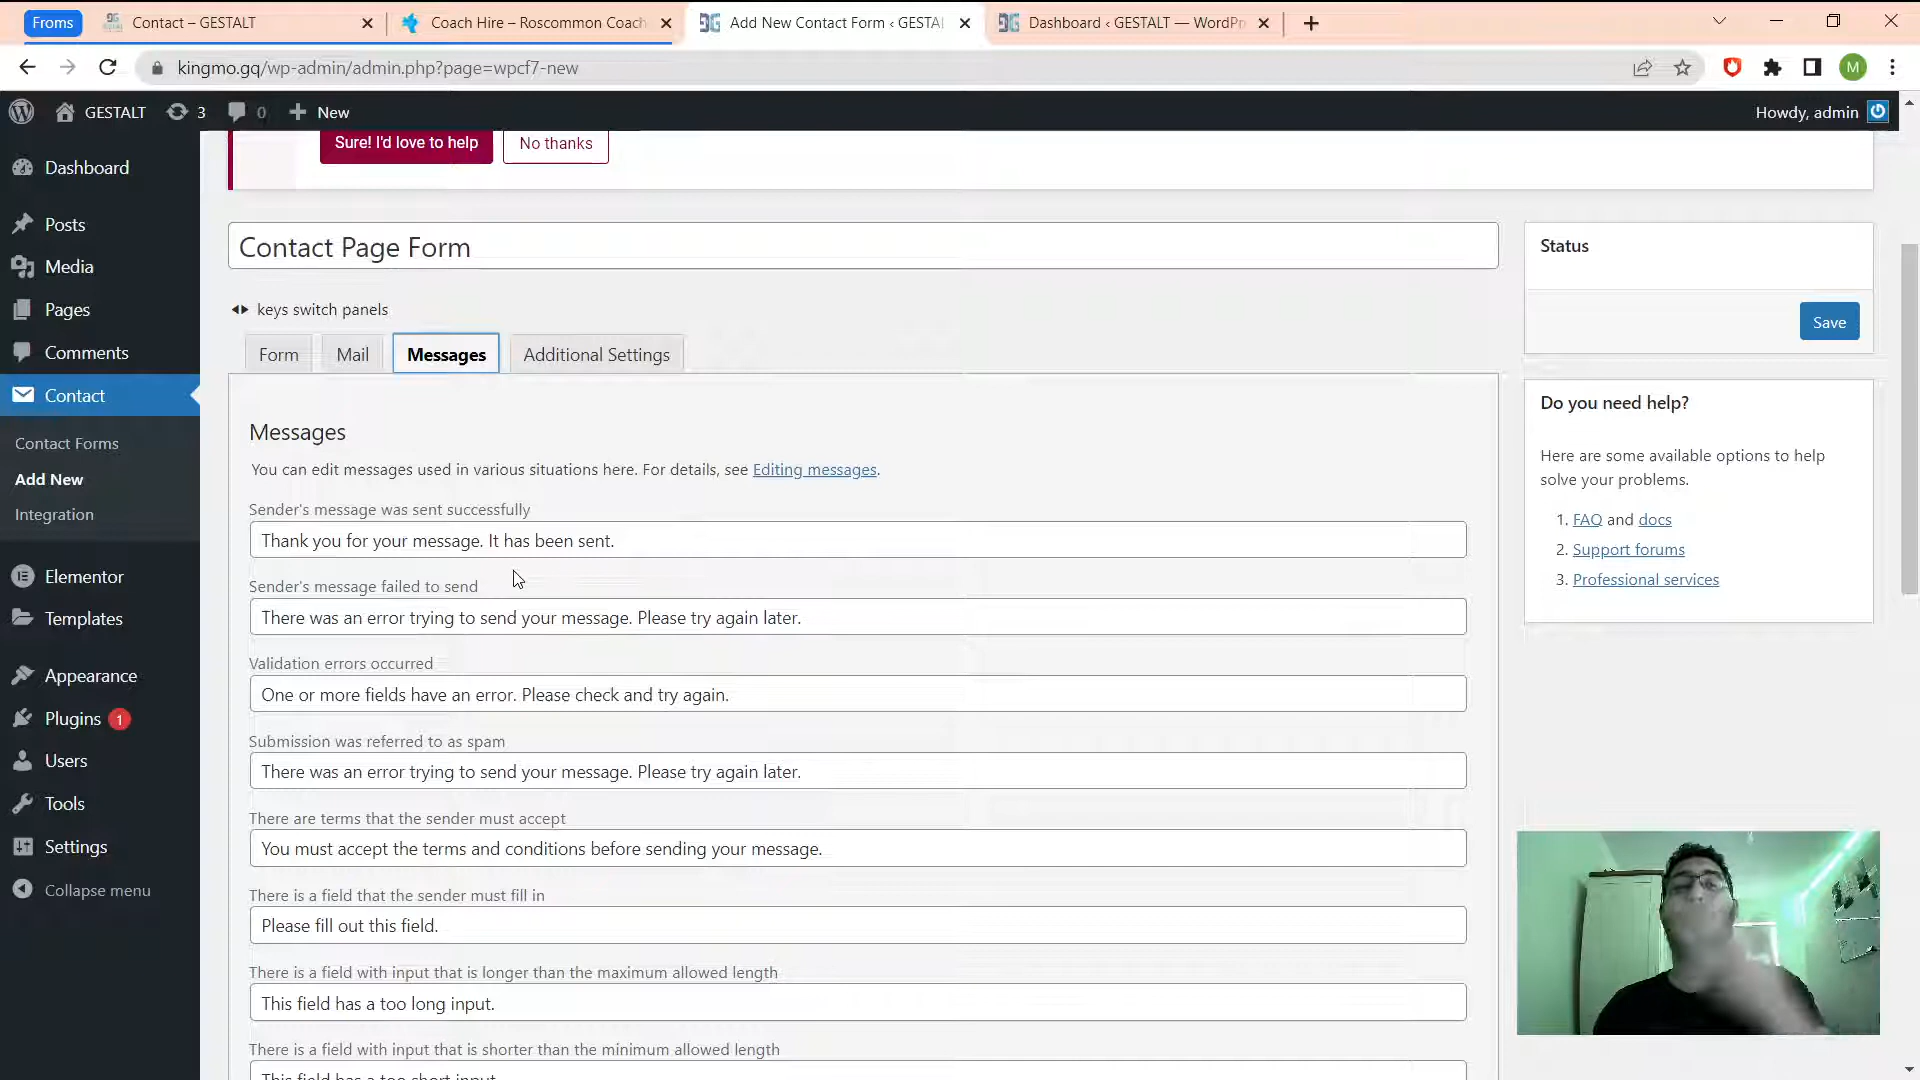 Froms
Contact – GESTALT
Coach Hire – Roscommon Coach
Add New Contact Form ‹ GESTAL
Dashboard ‹ GESTALT — WordPr
kingmo.gq/wp-admin/admin.php?page=wpcf7-new
M
GESTALT
3
0
New
Howdy, admin
Dashboard
Posts
Media
Pages
Comments
Contact
Contact Forms
Add New
Integration
Elementor
Templates
Appearance
Plugins 1
Users
Tools
Settings
Collapse menu
Sure! I'd love to help
No thanks
Contact Page Form
keys switch panels
Form
Mail
Messages
Additional Settings
Messages
You can edit messages used in various situations here. For details, see Editing messages.
Sender's message was sent successfully
Thank you for your message. It has been sent.
Sender's message failed to send
There was an error trying to send your message. Please try again later.
Validation errors occurred
One or more fields have an error. Please check and try again.
Submission was referred to as spam
There was an error trying to send your message. Please try again later.
There are terms that the sender must accept
You must accept the terms and conditions before sending your message.
There is a field that the sender must fill in
Please fill out this field.
There is a field with input that is longer than the maximum allowed length
This field has a too long input.
There is a field with input that is shorter than the minimum allowed length
This field has a too short input.
Status
Save
Do you need help?
Here are some available options to help
solve your problems.
1. FAQ and docs
2. Support forums
3. Professional services